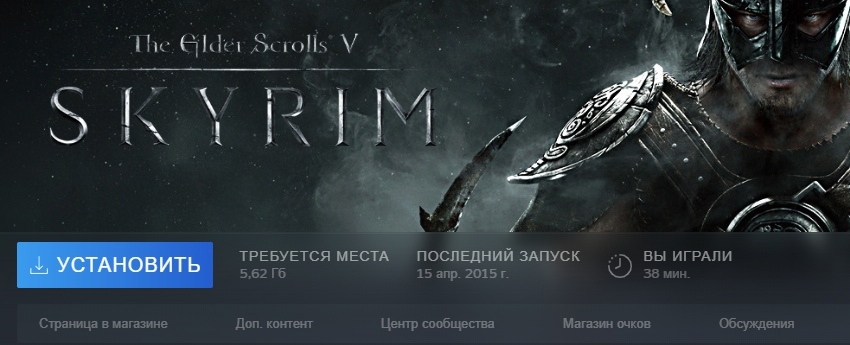 The Elder Scrolls V
SKYRIM
УСТАНОВИТЬ
ТРЕБУЕТСЯ МЕСТА
5,62 Гб
ПОСЛЕДНИЙ ЗАПУСК
15 апр. 2015 г.
ВЫ ИГРАЛИ
38 мин.
Страница в магазине
Доп. контент
Центр сообщества
Магазин очков
Обсуждения